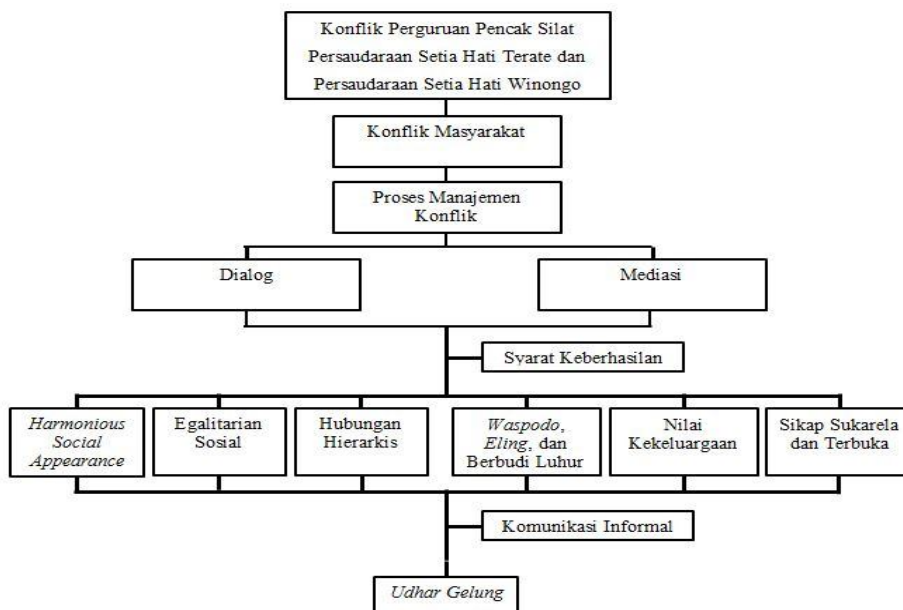 Konflik Perguruan Pencak Silat
Persaudaraan Setia Hati Terate dan
Persaudaraan Setia Hati Winongo
Konflik Masyarakat
Proses Manajemen
Konflik
Dialog
Mediasi
Syarat Keberhasilan
Harmonious
Social
Appearance
Egalitarian
Sosial
Hubungan
Hierarkis
Waspodo,
Eling, dan
Berbudi Luhur
Nilai
Kekeluargaan
Sikap Sukarela
dan Terbuka
Komunikasi Informal
Udhar Gelung